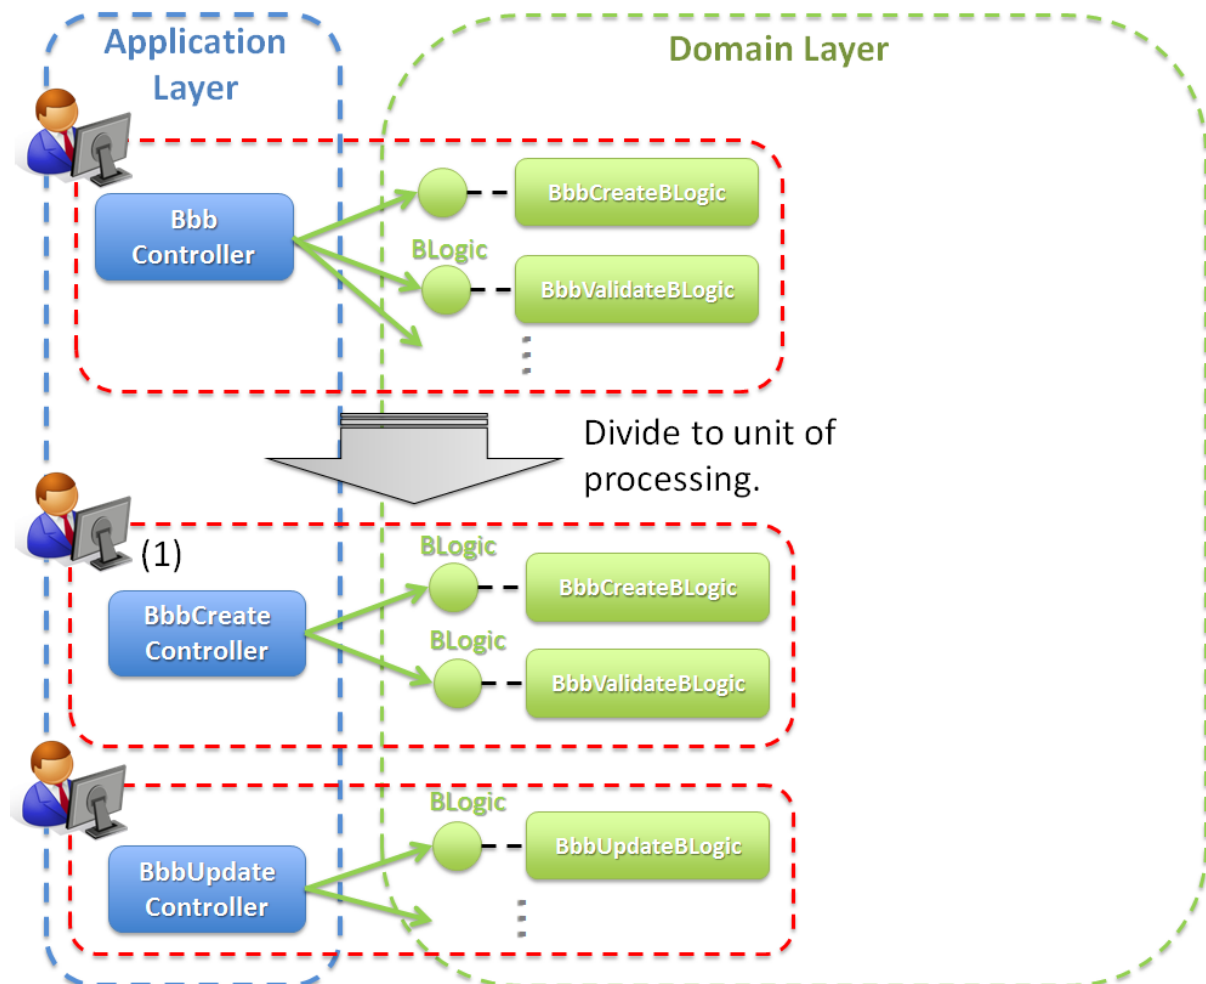 Application
Layer
Domain Layer
Bbb
Controller
BbbCreateBLogic
BLogic
BbbValidateBLogic
Divide to unit of
processing.
(1)
BLogic
BbbCreate
Controller
BbbCreateBLogic
BLogic
BbbValidateBLogic
BLogic
BbbUpdate
Controller
BbbUpdateBLogic